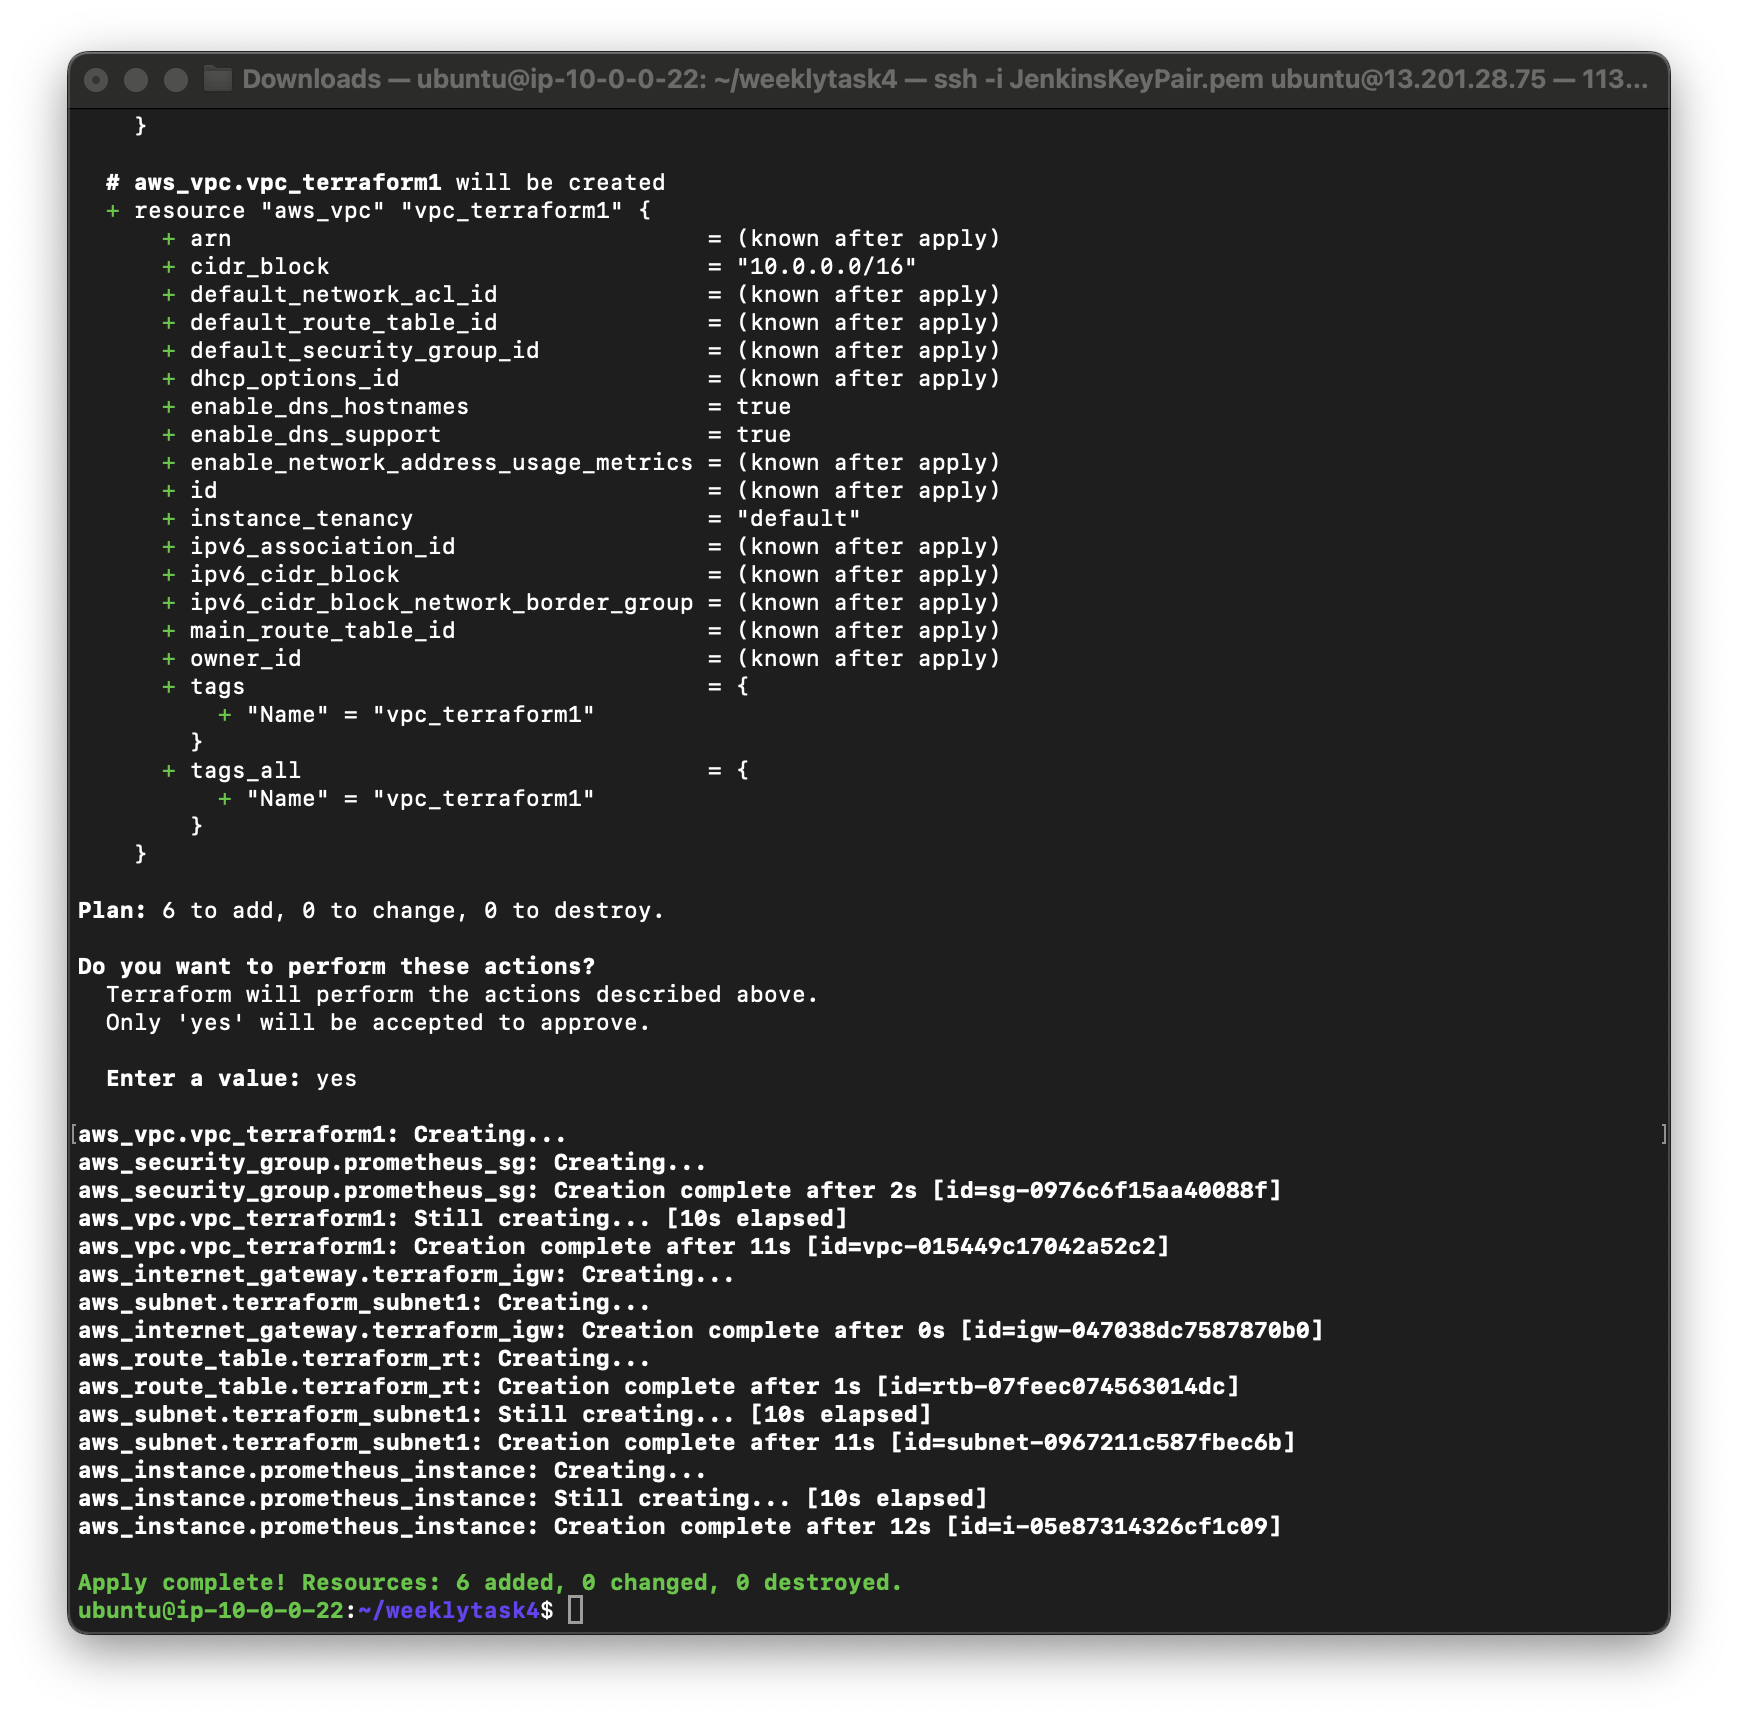 Downloads — ubuntu@ip-10-0-0-22: ~/weeklytask4 — ssh -i JenkinsKeyPair.pem ubuntu@13.201.28.75 — 113...
    }

  # aws_vpc.vpc_terraform1 will be created
  + resource "aws_vpc" "vpc_terraform1" {
      + arn                                  = (known after apply)
      + cidr_block                           = "10.0.0.0/16"
      + default_network_acl_id               = (known after apply)
      + default_route_table_id               = (known after apply)
      + default_security_group_id            = (known after apply)
      + dhcp_options_id                      = (known after apply)
      + enable_dns_hostnames                 = true
      + enable_dns_support                   = true
      + enable_network_address_usage_metrics = (known after apply)
      + id                                   = (known after apply)
      + instance_tenancy                     = "default"
      + ipv6_association_id                  = (known after apply)
      + ipv6_cidr_block                      = (known after apply)
      + ipv6_cidr_block_network_border_group = (known after apply)
      + main_route_table_id                  = (known after apply)
      + owner_id                             = (known after apply)
      + tags                                 = {
          + "Name" = "vpc_terraform1"
        }
      + tags_all                             = {
          + "Name" = "vpc_terraform1"
        }
    }

Plan: 6 to add, 0 to change, 0 to destroy.

Do you want to perform these actions?
  Terraform will perform the actions described above.
  Only 'yes' will be accepted to approve.

  Enter a value: yes

[aws_vpc.vpc_terraform1: Creating... ]
aws_security_group.prometheus_sg: Creating...
aws_security_group.prometheus_sg: Creation complete after 2s [id=sg-0976c6f15aa40088f]
aws_vpc.vpc_terraform1: Still creating... [10s elapsed]
aws_vpc.vpc_terraform1: Creation complete after 11s [id=vpc-015449c17042a52c2]
aws_internet_gateway.terraform_igw: Creating...
aws_subnet.terraform_subnet1: Creating...
aws_internet_gateway.terraform_igw: Creation complete after 0s [id=igw-047038dc7587870b0]
aws_route_table.terraform_rt: Creating...
aws_route_table.terraform_rt: Creation complete after 1s [id=rtb-07feec074563014dc]
aws_subnet.terraform_subnet1: Still creating... [10s elapsed]
aws_subnet.terraform_subnet1: Creation complete after 11s [id=subnet-0967211c587fbec6b]
aws_instance.prometheus_instance: Creating...
aws_instance.prometheus_instance: Still creating... [10s elapsed]
aws_instance.prometheus_instance: Creation complete after 12s [id=i-05e87314326cf1c09]

Apply complete! Resources: 6 added, 0 changed, 0 destroyed.
ubuntu@ip-10-0-0-22:~/weeklytask4$